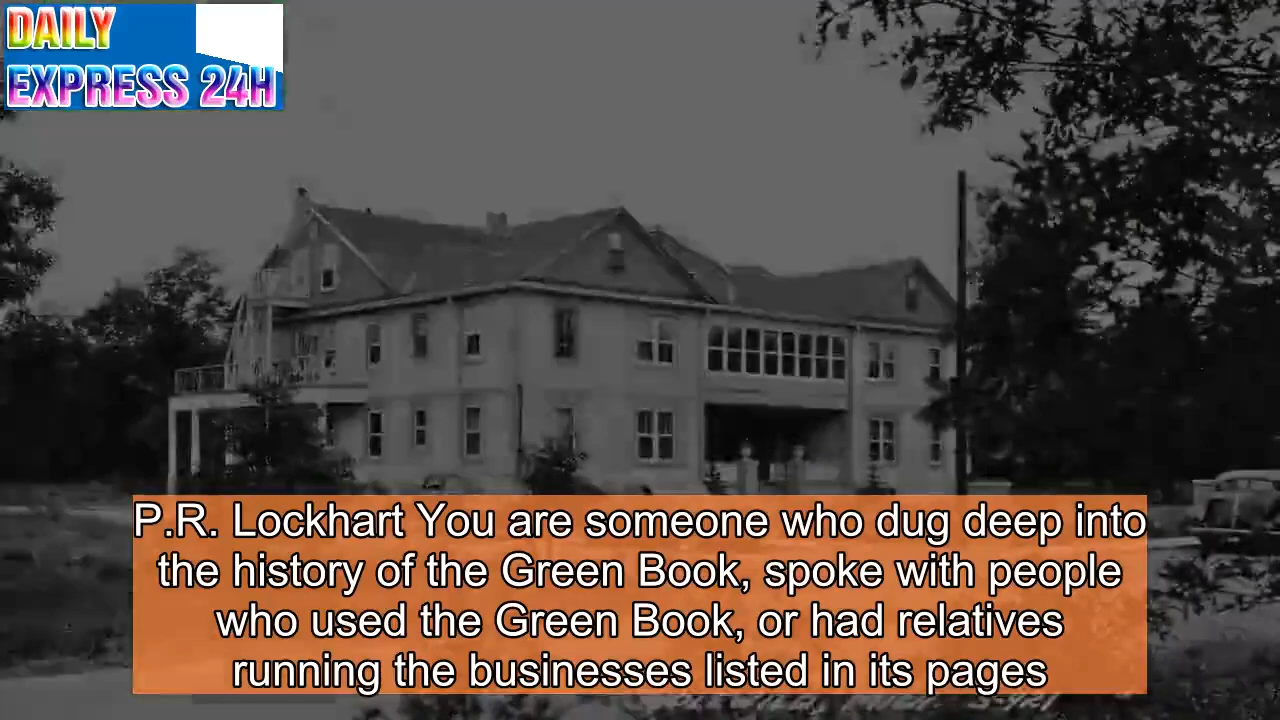 DAILY
EXPRESS 24H
P.R. Lockhart You are someone who dug deep into
the history of the Green Book, spoke with people
who used the Green Book, or had relatives
running the businesses listed in its pages